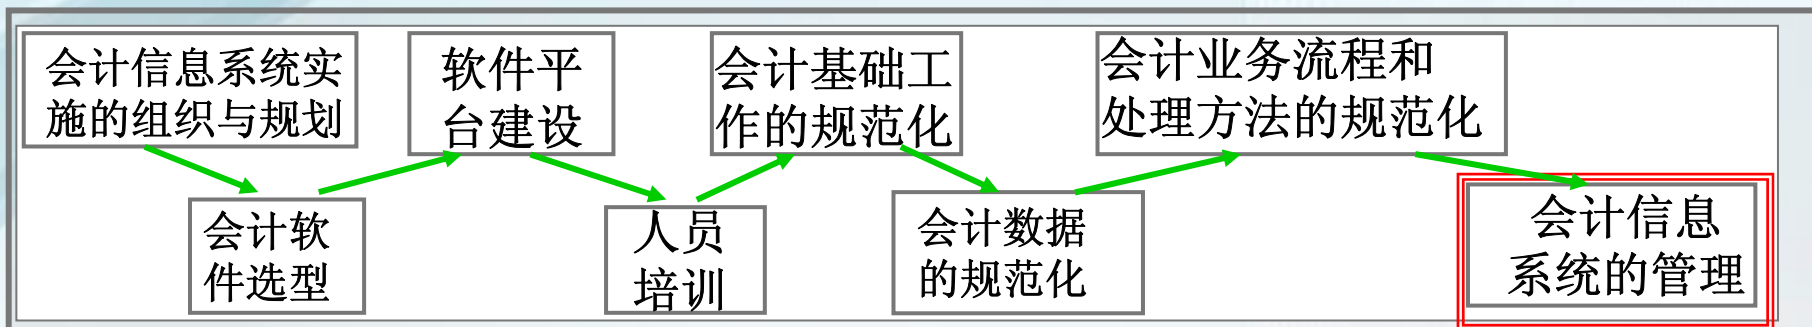 会计信息系统实
施的组织与规划
会计软
件选型
软件平
台建设
人员
培训
会计基础工
作的规范化
会计数据
的规范化
会计业务流程和
处理方法的规范化
会计信息
系统的管理